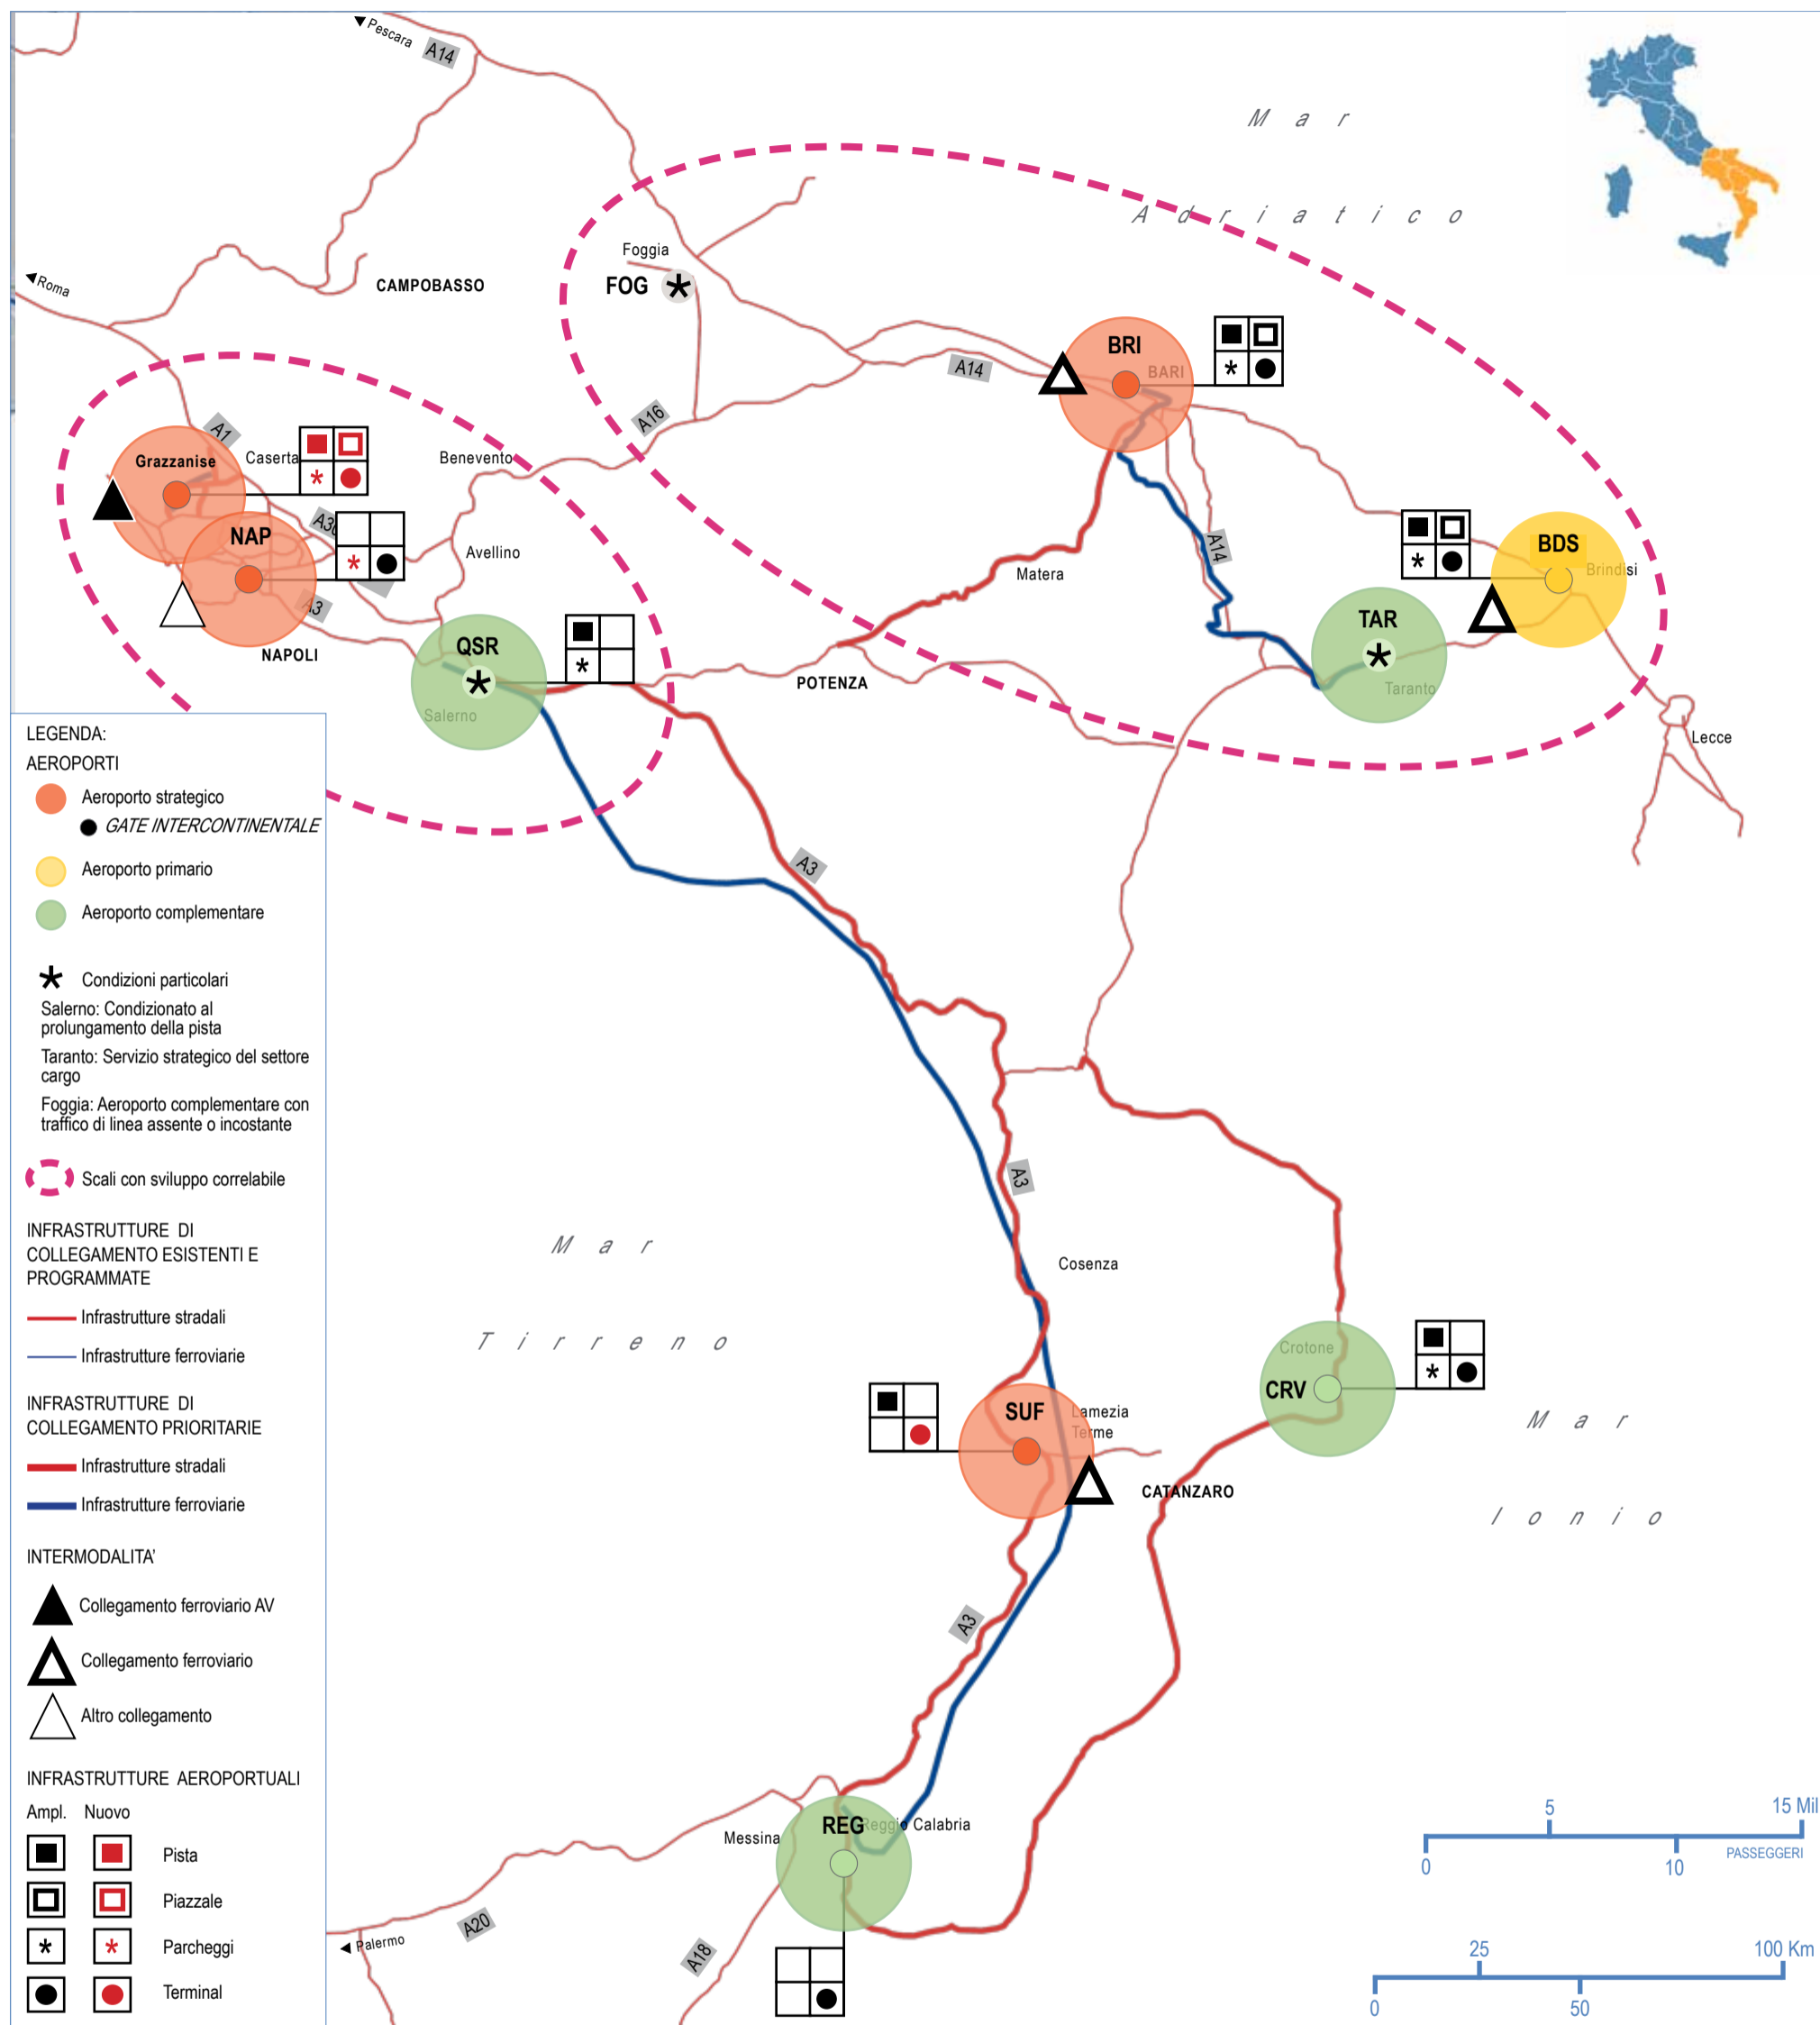 Pescara
A14
Mar
Adriatico
Foggia
FOG
Roma
CAMPOBASSO
BRI
BARI
A14
A16
A1
Grazzanise
Caserta
Benevento
NAP
Avellino
A3
NAPOLI
A14
Matera
BDS
Brindisi
TAR
Taranto
QSR
Salerno
POTENZA
Lecce
LEGENDA:
AEROPORTI
Aeroporto strategico
GATE INTERCONTINENTALE
Aeroporto primario
Aeroporto complementare
Condizioni particolari
Salerno: Condizionato al
prolungamento della pista
Taranto: Servizio strategico del settore
cargo
Foggia: Aeroporto complementare con
traffico di linea assente o incostante
Scali con sviluppo correlabile
INFRASTRUTTURE DI
COLLEGAMENTO ESISTENTI E
PROGRAMMATE
Infrastrutture stradali
Infrastrutture ferroviarie
INFRASTRUTTURE DI
COLLEGAMENTO PRIORITARIE
Infrastrutture stradali
Infrastrutture ferroviarie
INTERMODALITA'
Collegamento ferroviario AV
Collegamento ferroviario
Altro collegamento
INFRASTRUTTURE AEROPORTUALI
Ampl. Nuovo
Pista
Piazzale
Parcheggi
Terminal
A3
A3
Mar
Tirreno
Cosenza
Crotone
CRV
SUF
Lamezia
Terme
CATANZARO
Mar
Ionio
A3
REG
Reggio Calabria
Messina
A20
Palermo
A18
5 15 Mil
0 10 PASSEGGERI
25 100 Km
0 50